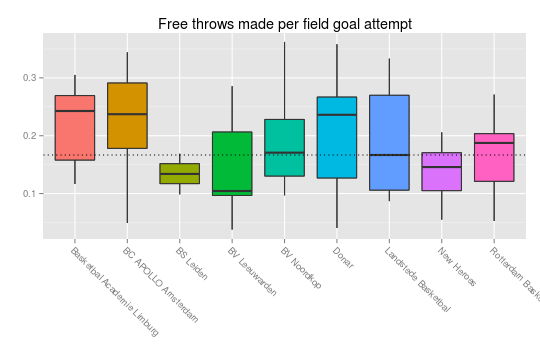 Free throws made per field goal attempt
0.3
0.2
0.1
Basketbal Academie Limburg
BC APOLLO Amsterdam
BS Leiden
BV Leeuwarden
BV Noordkop
Donar
Landstede Basketbal
New Heroes
Rotterdam